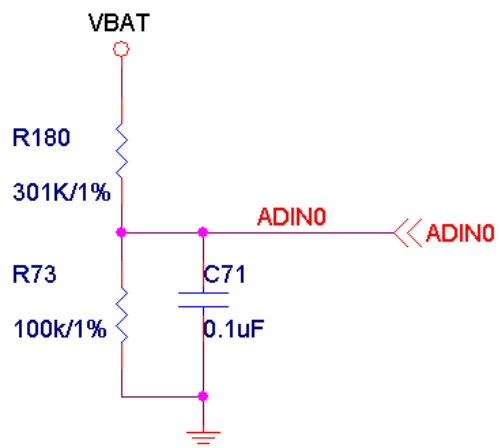 VBAT
R180
301K/1%
ADIN0
ADIN0
R73
C71
100k/1%
0.1uF